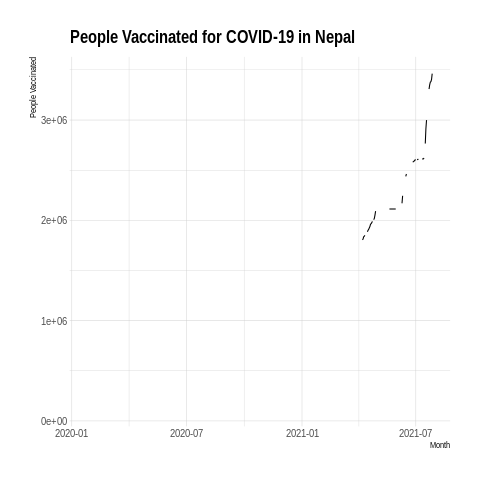 People Vaccinated for COVID-19 in Nepal
People Vaccinated
3e+06
2e+06
1e+06
0e+00
2020-01 2020-07 2021-01 2021-07
Month